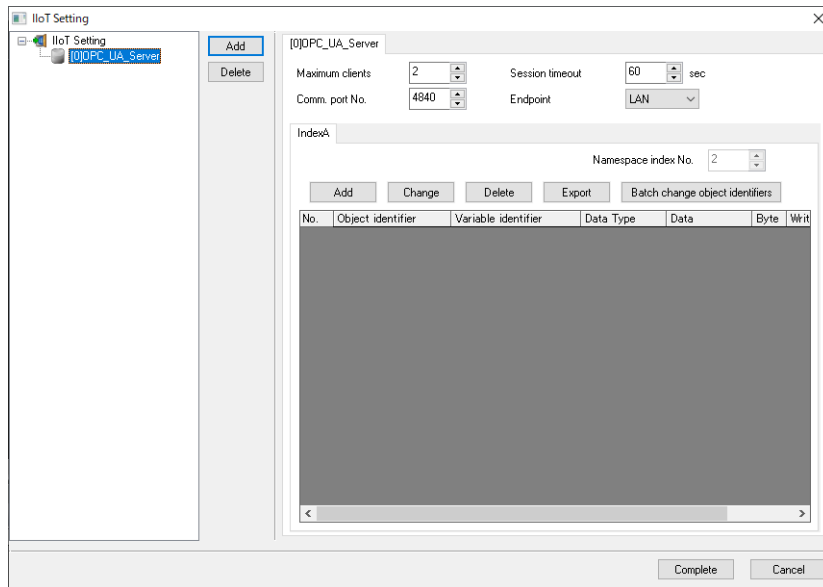 IIoT Setting
IIoT Setting
[0]OPC_UA_Server
Add
Delete
[0]OPC_UA_Server
Maximum clients 2 Session timeout 60 sec
Comm. port No. 4840 Endpoint LAN
IndexA
Namespace index No. 2
Add Change Delete Export Batch change object identifiers
No. Object identifier Variable identifier Data Type Data Byte Writ
Complete Cancel